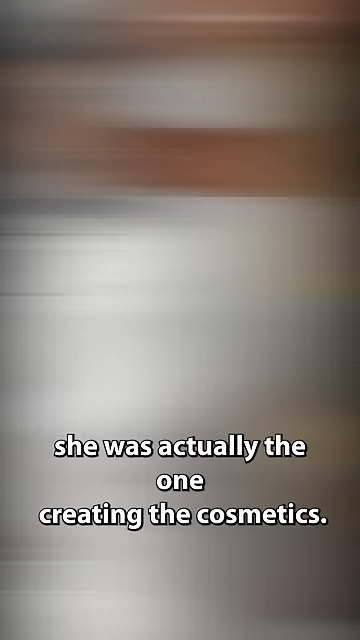 she was actually the
one
creating the cosmetics.